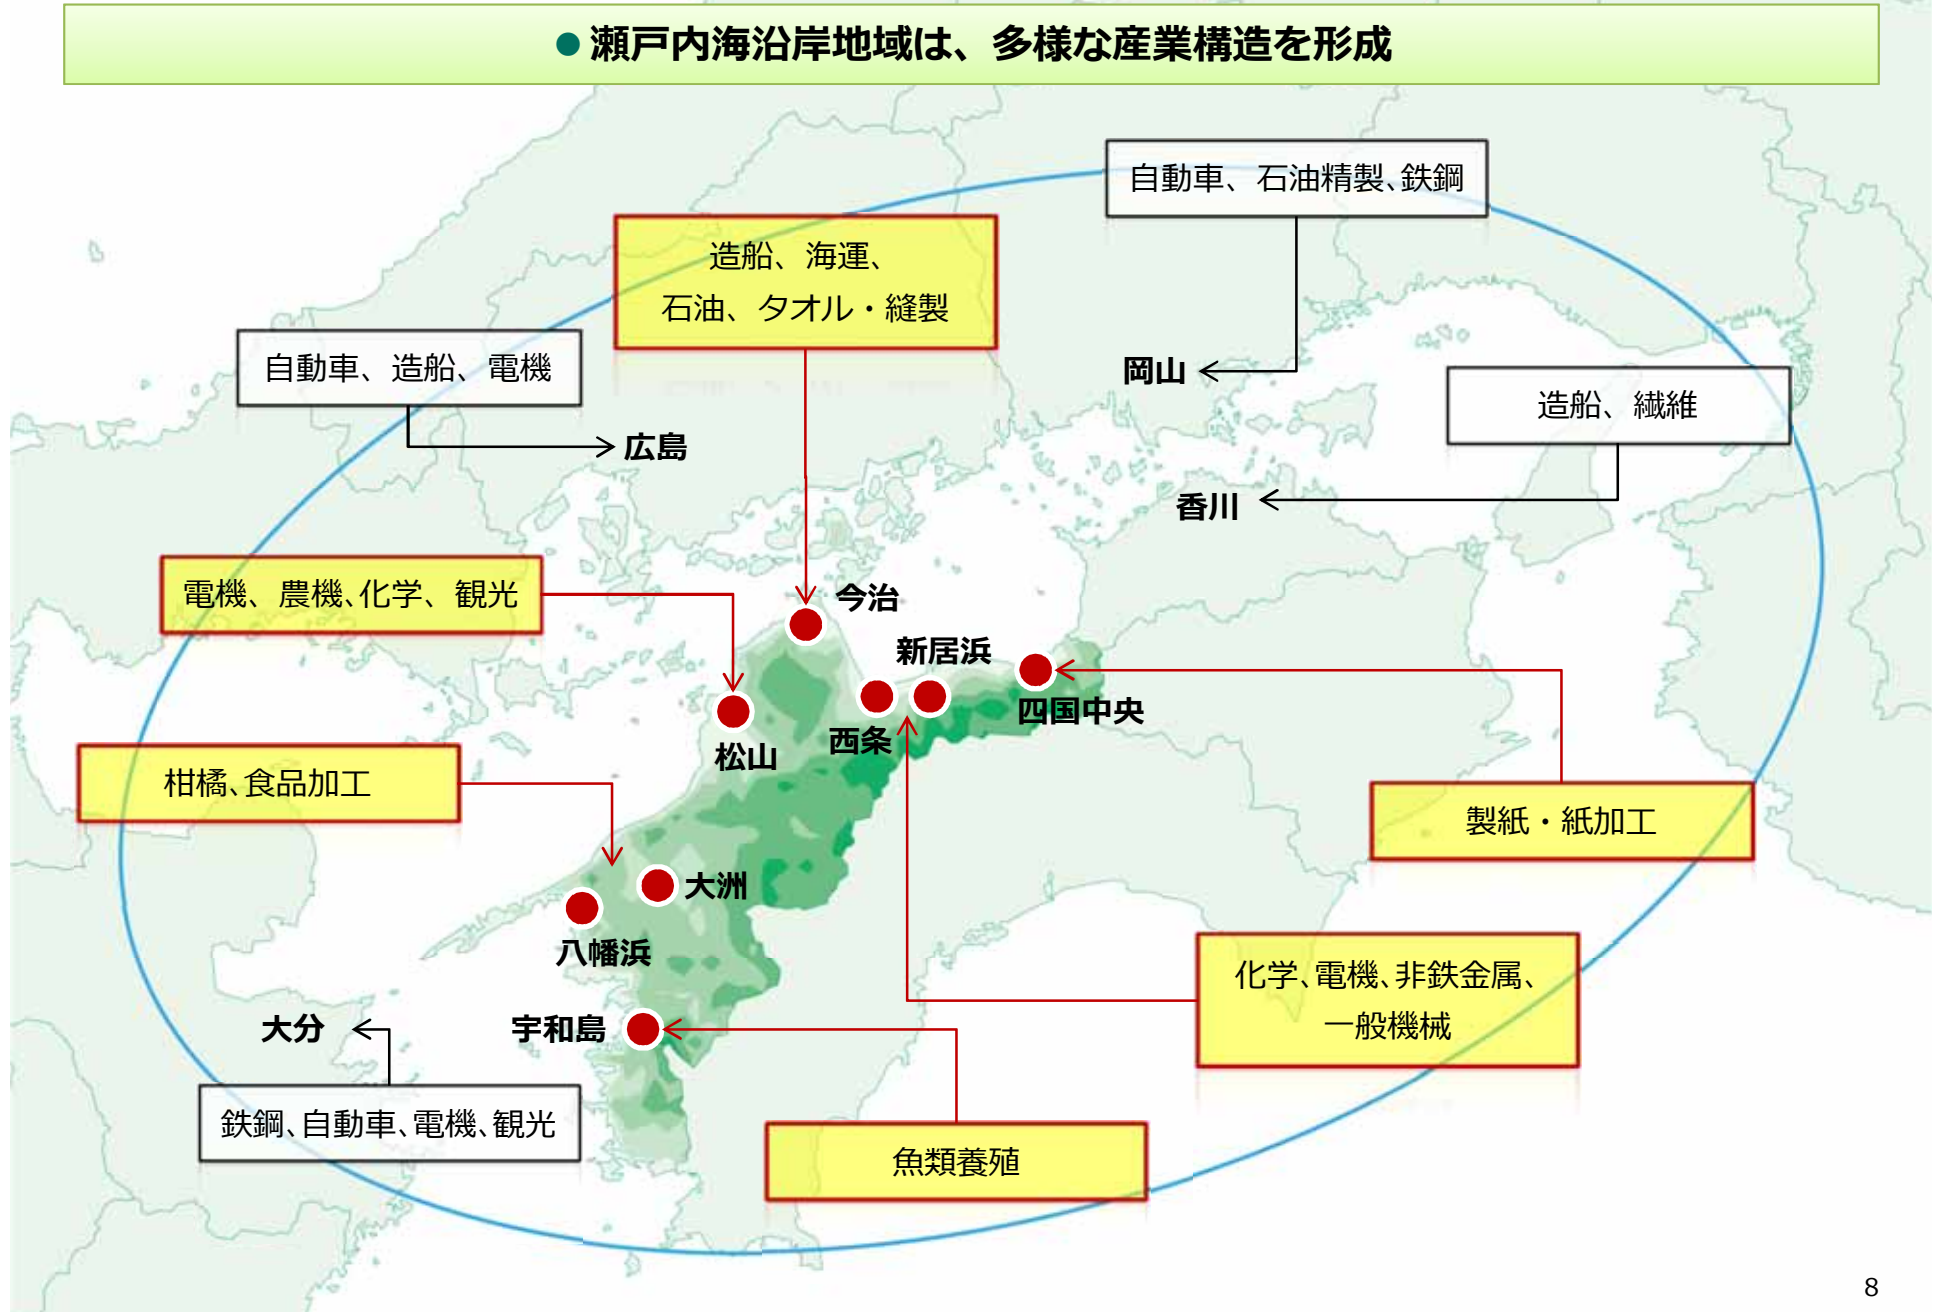 ● 瀬戸内海沿岸地域は、多様な産業構造を形成
自動車、石油精製、鉄鋼
造船、海運、
石油、タオル・縫製
自動車、造船、電機
岡山
造船、繊維
広島
香川
電機、農機、化学、観光
今治
新居浜
四国中央
西条
松山
柑橘、食品加工
製紙・紙加工
大洲
八幡浜
化学、電機、非鉄金属、
一般機械
大分
宇和島
鉄鋼、自動車、電機、観光
魚類養殖
8